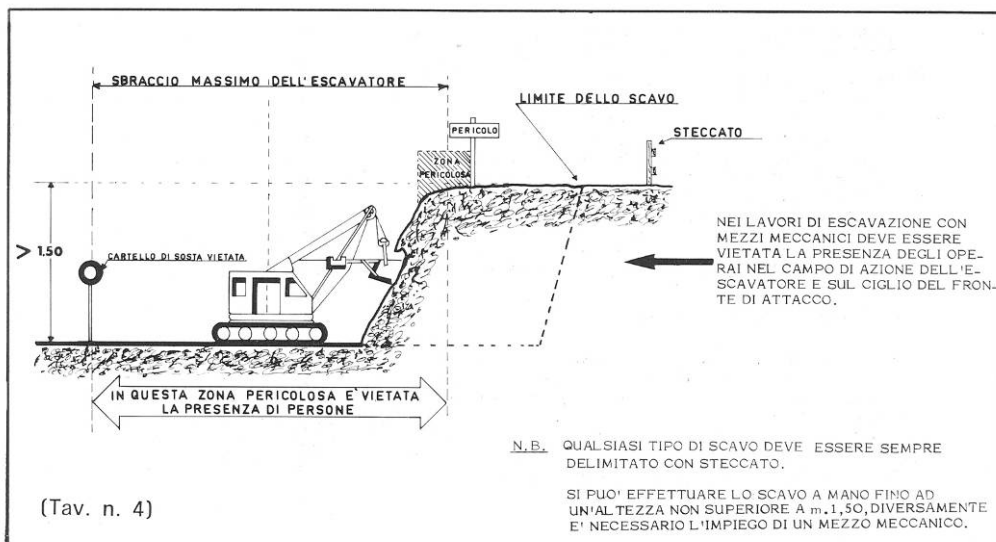 SBRACCIO MASSIMO DELL'ESCAVATORE
LIMITE DELLO SCAVO
PERICOLO
STECCATO
ZONA
PERICOLOSA
> 1.50
CARTELLO DI SOSTA VIETATA
NEI LAVORI DI ESCAVAZIONE CON
MEZZI MECCANICI DEVE ESSERE
VIETATA LA PRESENZA DEGLI OPE-
RAI NEL CAMPO DI AZIONE DELL'E-
SCAVATORE E SUL CIGLIO DEL FRON-
TE DI ATTACCO.
IN QUESTA ZONA PERICOLOSA E' VIETATA
LA PRESENZA DI PERSONE
N.B. QUALSIASI TIPO DI SCAVO DEVE ESSERE SEMPRE
DELIMITATO CON STECCATO.
SI PUO' EFFETTUARE LO SCAVO A MANO FINO AD
UN'ALTEZZA NON SUPERIORE A m.1,50, DIVERSAMENTE
E' NECESSARIO L'IMPIEGO DI UN MEZZO MECCANICO.
(Tav. n. 4)